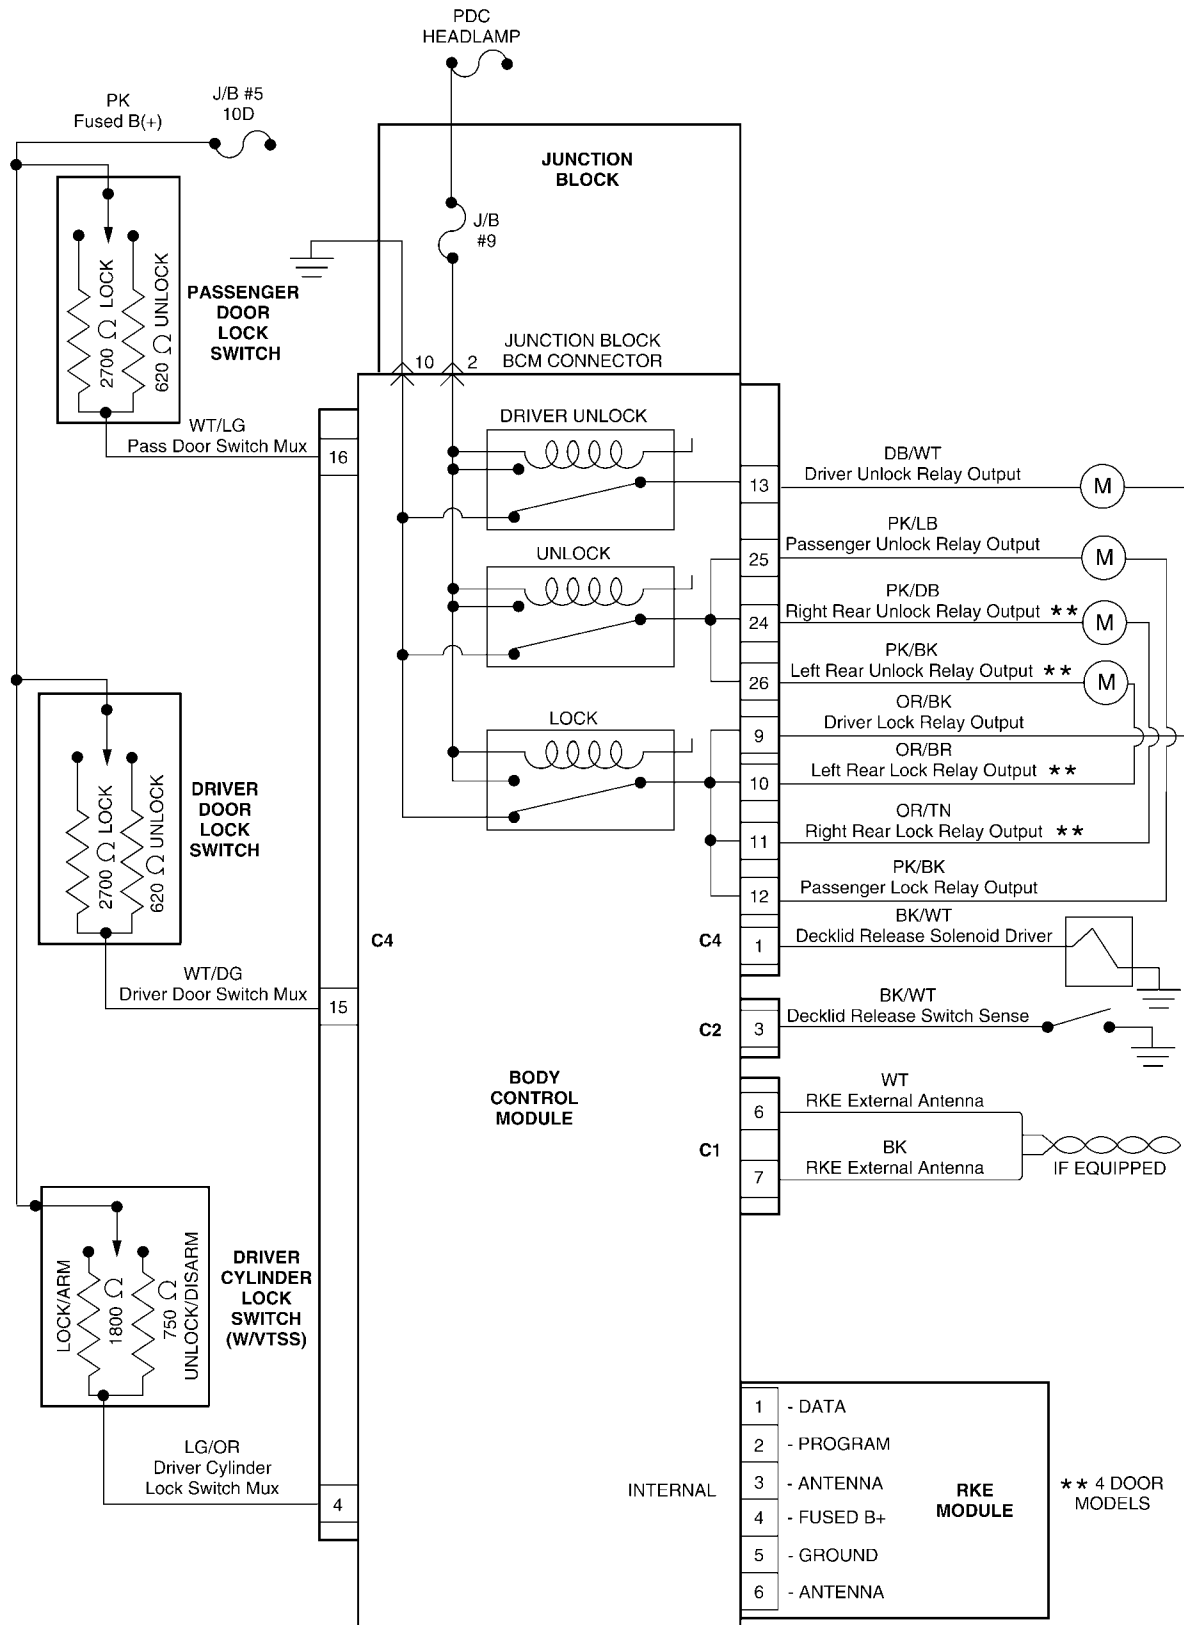 PDC
HEADLAMP
J/B #5
10D
PK
Fused B(+)
JUNCTION
BLOCK
J/B
#9
2700 Ω LOCK
620 Ω UNLOCK
PASSENGER
DOOR
LOCK
SWITCH
JUNCTION BLOCK
BCM CONNECTOR
10
2
WT/LG
Pass Door Switch Mux
16
DRIVER UNLOCK
13
DB/WT
Driver Unlock Relay Output
M
UNLOCK
25
PK/LB
Passenger Unlock Relay Output
M
24
PK/DB
Right Rear Unlock Relay Output **
M
26
PK/BK
Left Rear Unlock Relay Output **
M
LOCK
9
OR/BK
Driver Lock Relay Output
10
OR/BR
Left Rear Lock Relay Output **
11
OR/TN
Right Rear Lock Relay Output **
12
PK/BK
Passenger Lock Relay Output
2700 Ω LOCK
620 Ω UNLOCK
DRIVER
DOOR
LOCK
SWITCH
C4
C4
1
BK/WT
Decklid Release Solenoid Driver
WT/DG
Driver Door Switch Mux
15
C2
3
BK/WT
Decklid Release Switch Sense
BODY
CONTROL
MODULE
C1
6
WT
RKE External Antenna
7
BK
RKE External Antenna
IF EQUIPPED
LOCK/ARM
1800 Ω
750 Ω
UNLOCK/DISARM
DRIVER
CYLINDER
LOCK
SWITCH
(W/VTSS)
LG/OR
Driver Cylinder
Lock Switch Mux
4
INTERNAL
1 - DATA
2 - PROGRAM
3 - ANTENNA
4 - FUSED B+
5 - GROUND
6 - ANTENNA
RKE
MODULE
** 4 DOOR
MODELS